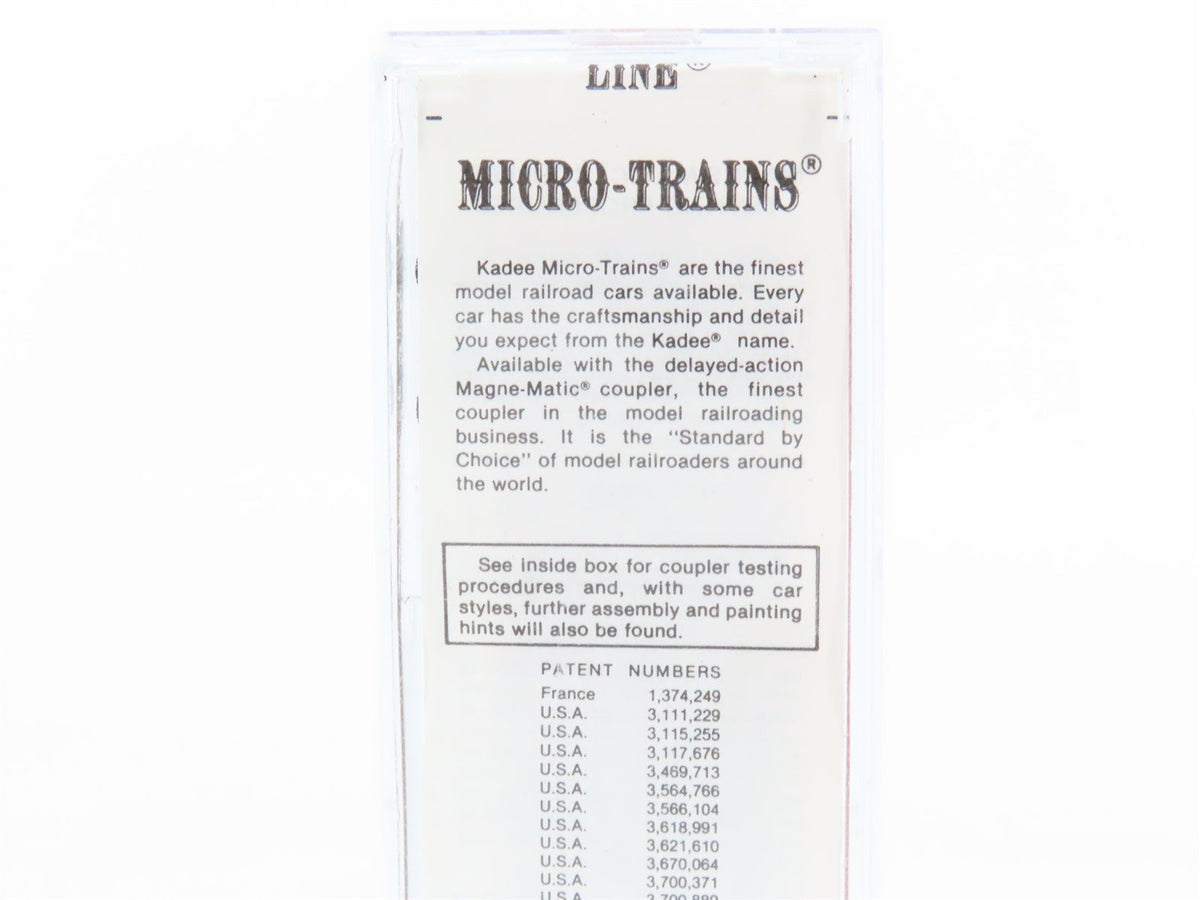 LINE®
MICRO-TRAINS®
Kadee Micro-Trains® are the finest
model railroad cars available. Every
car has the craftsmanship and detail
you expect from the Kadee® name.
Available with the delayed-action
Magne-Matic® coupler, the finest
coupler in the model railroading
business. It is the "Standard by
Choice" of model railroaders around
the world.
See inside box for coupler testing
procedures and, with some car
styles, further assembly and painting
hints will also be found.
PATENT NUMBERS
France 1,374,249
U.S.A. 3,111,229
U.S.A. 3,115,255
U.S.A. 3,117,676
U.S.A. 3,469,713
U.S.A. 3,564,766
U.S.A. 3,566,104
U.S.A. 3,618,991
U.S.A. 3,621,610
U.S.A. 3,670,064
U.S.A. 3,700,371
U.S.A.